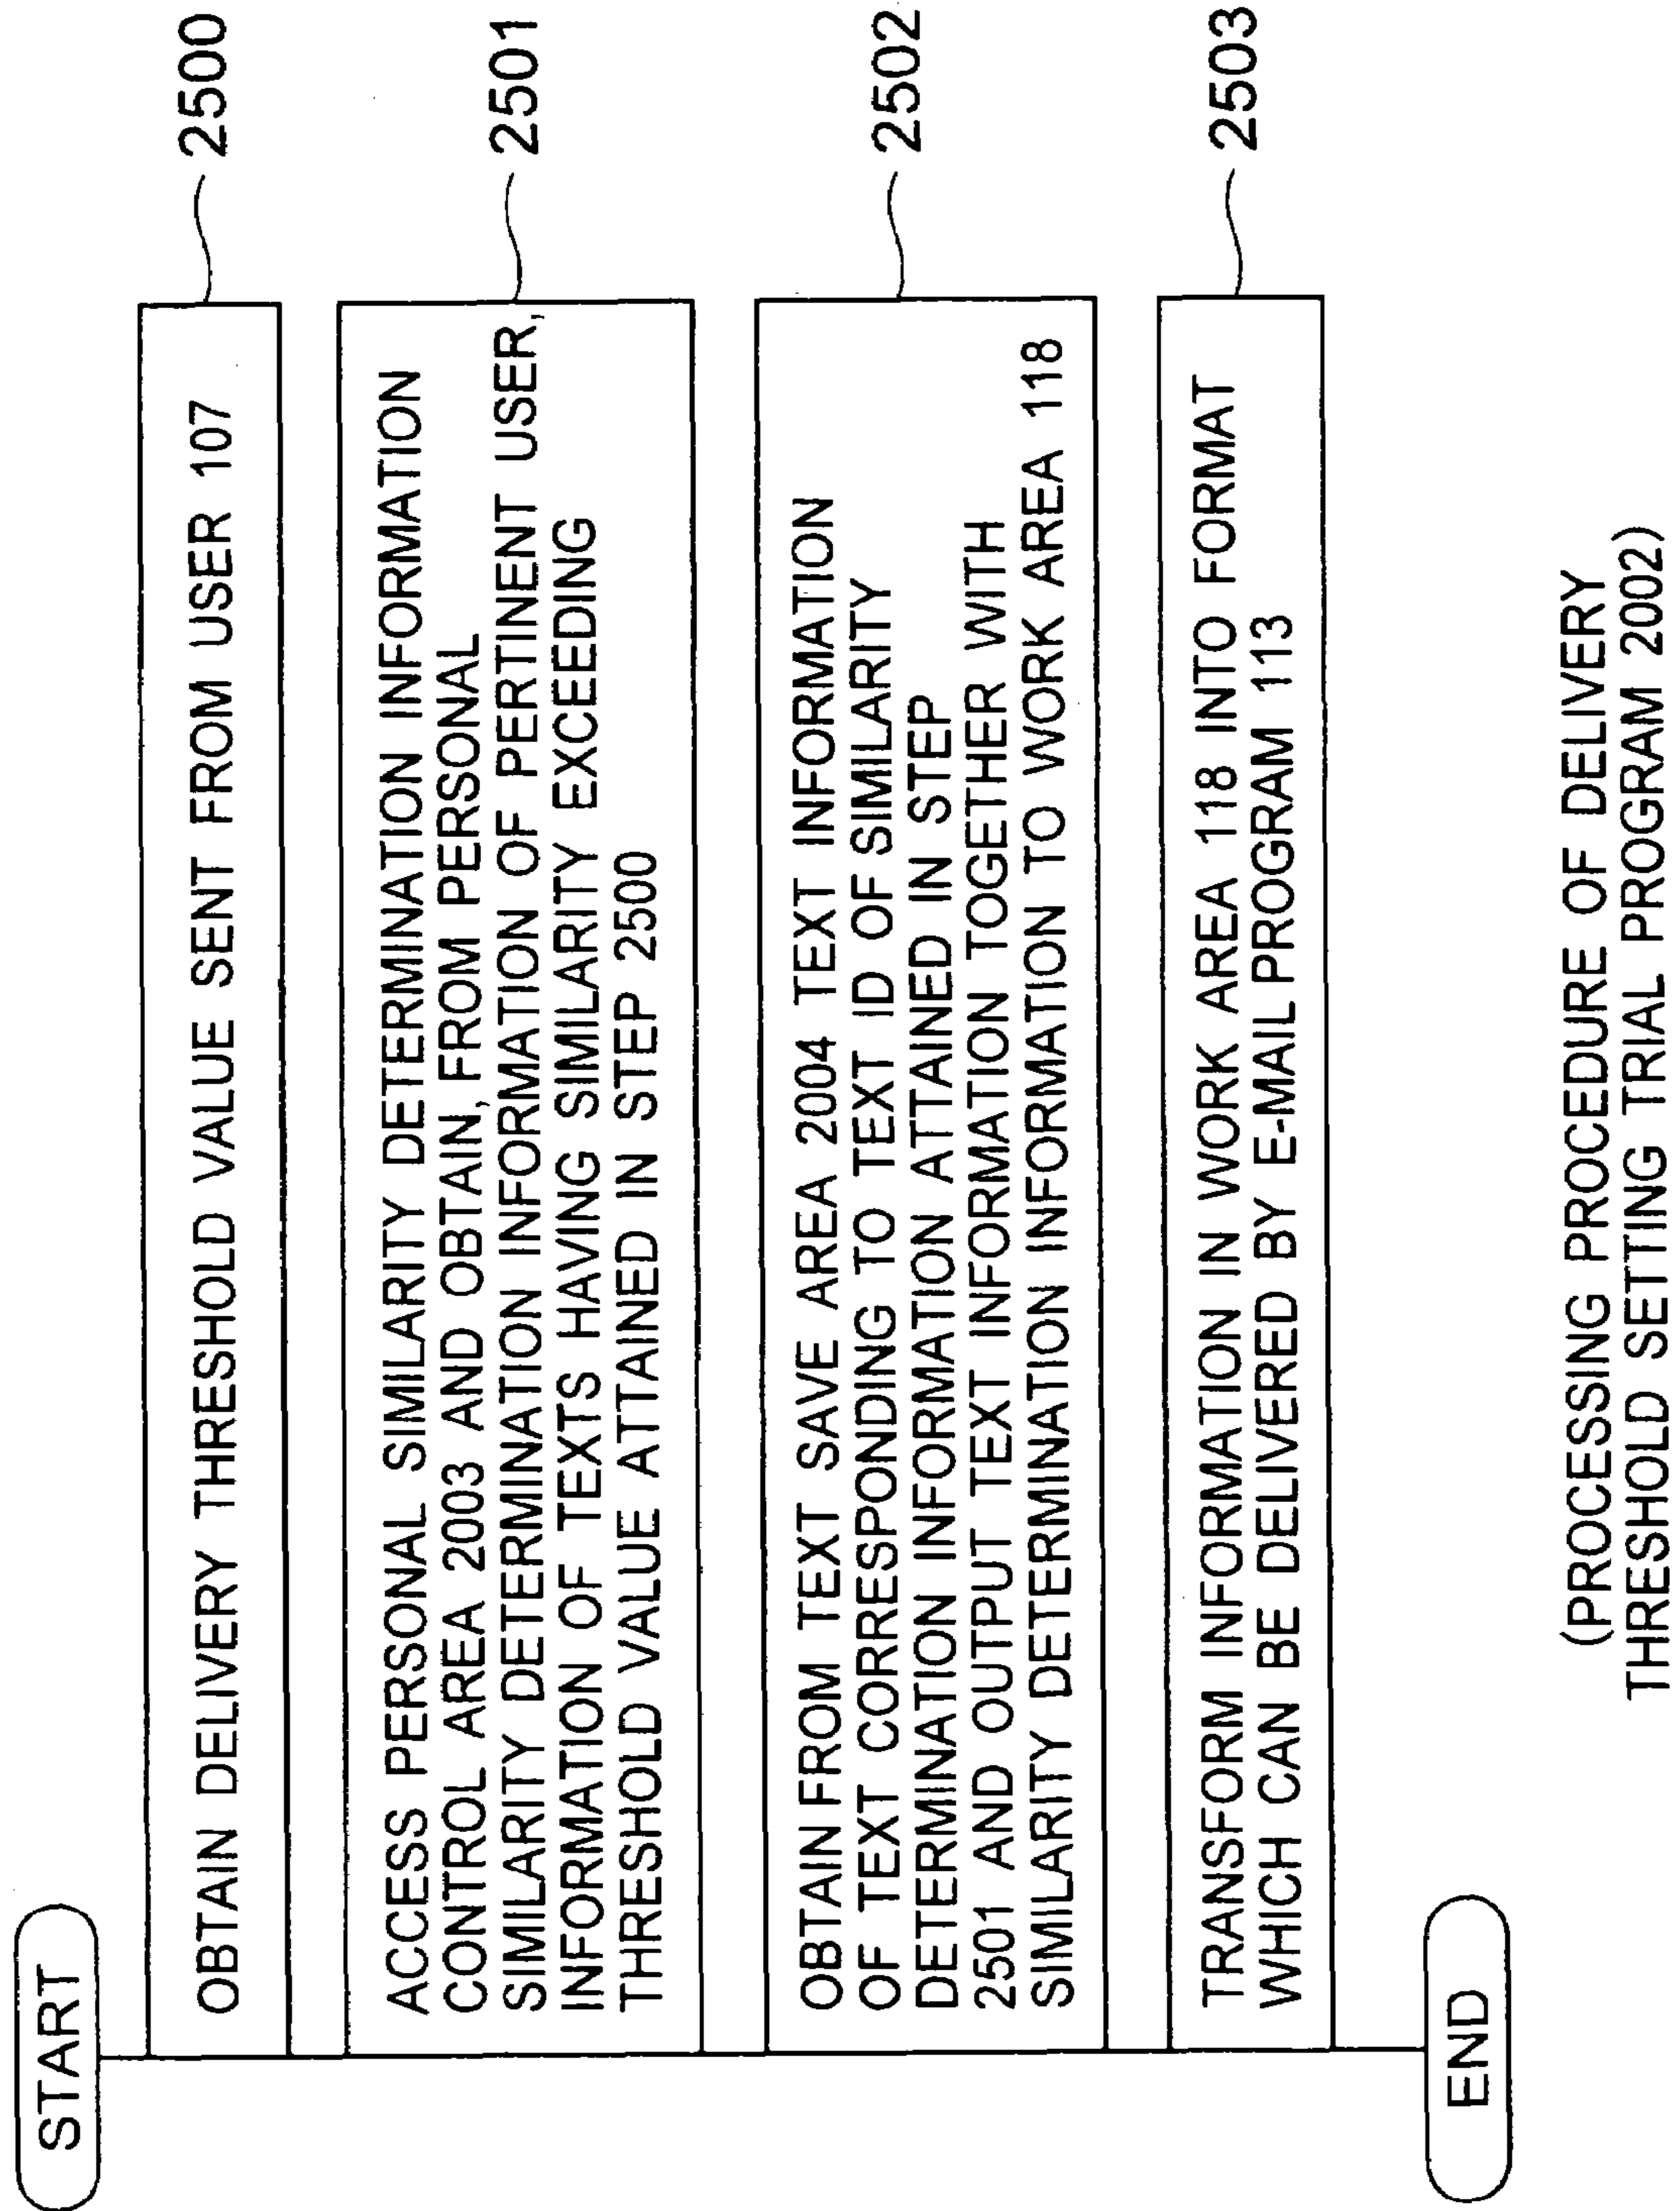 START
OBTAIN DELIVERY THRESHOLD VALUE SENT FROM USER 107
2500
ACCESS PERSONAL SIMILARITY DETERMINATION INFORMATION
CONTROL AREA 2003 AND OBTAIN, FROM PERSONAL
SIMILARITY DETERMINATION INFORMATION OF PERTINENT USER,
INFORMATION OF TEXTS HAVING SIMILARITY EXCEEDING
THRESHOLD VALUE ATTAINED IN STEP 2500
2501
OBTAIN FROM TEXT SAVE AREA 2004 TEXT INFORMATION
OF TEXT CORRESPONDING TO TEXT ID OF SIMILARITY
DETERMINATION INFORMATION ATTAINED IN STEP
2501 AND OUTPUT TEXT INFORMATION TOGETHER WITH
SIMILARITY DETERMINATION INFORMATION TO WORK AREA 118
2502
TRANSFORM INFORMATION IN WORK AREA 118 INTO FORMAT
WHICH CAN BE DELIVERED BY E-MAIL PROGRAM 113
2503
END
(PROCESSING PROCEDURE OF DELIVERY
THRESHOLD SETTING TRIAL PROGRAM 2002)